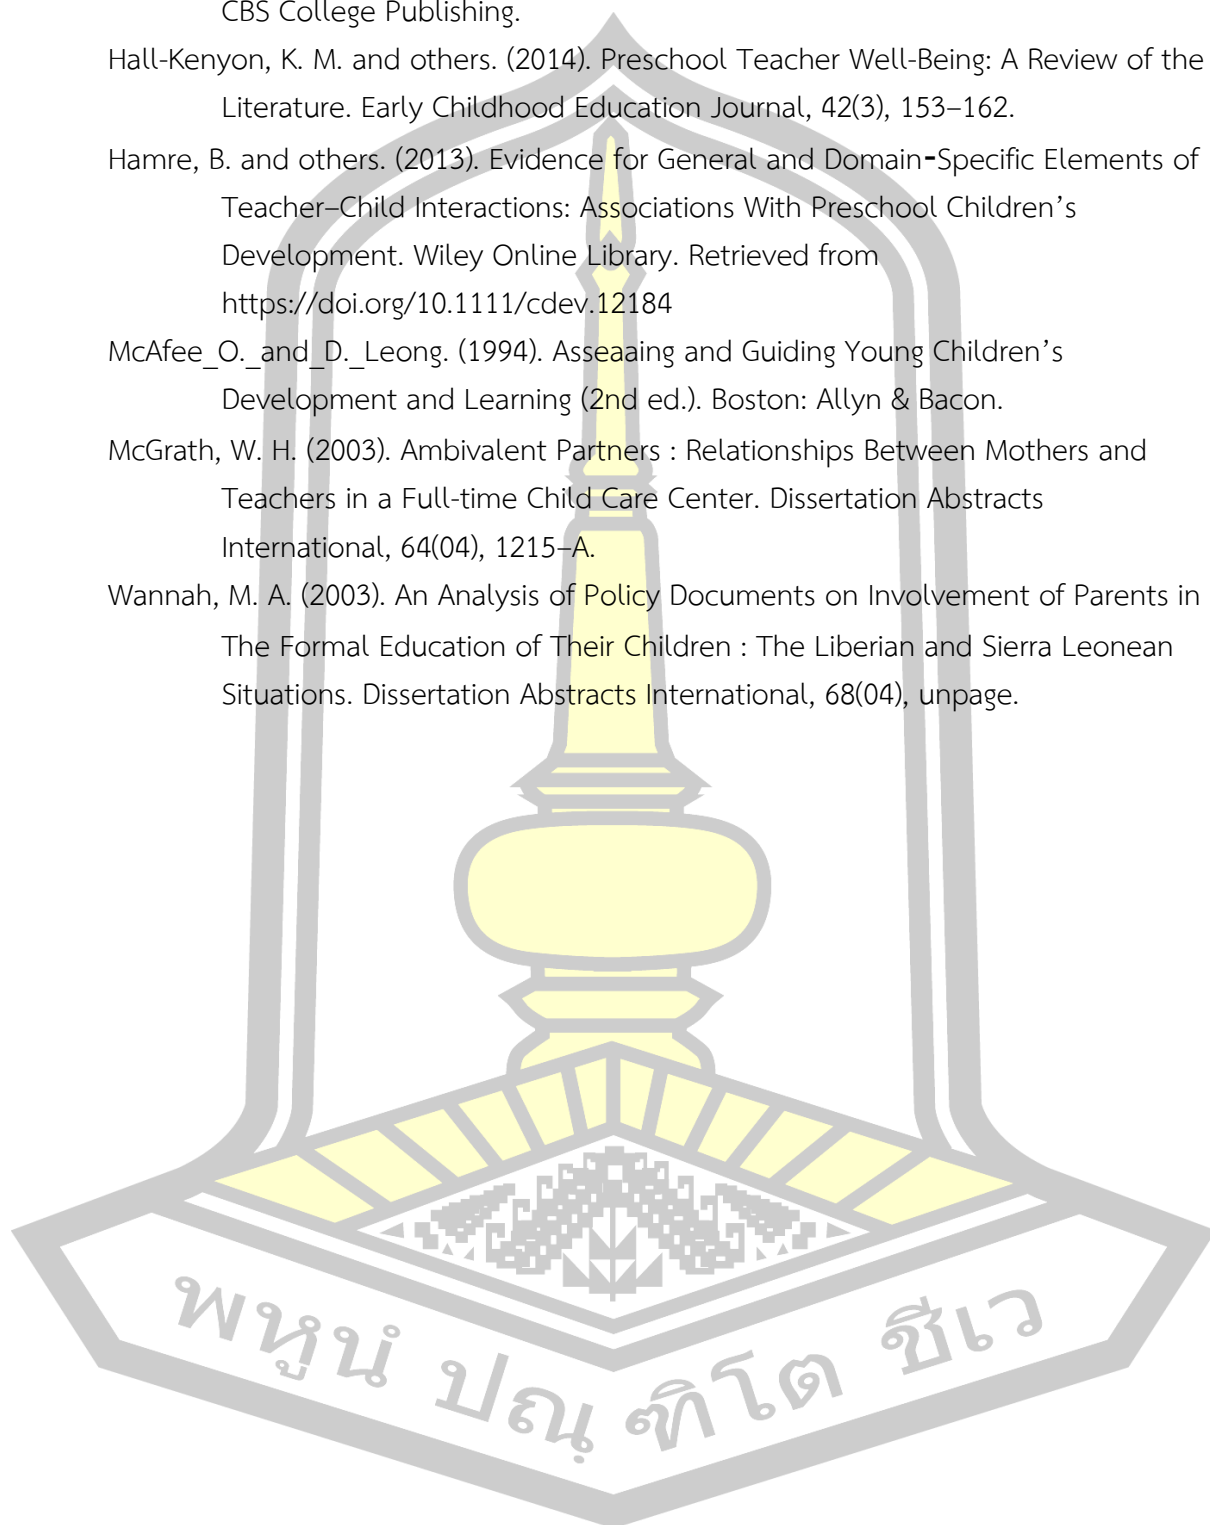 CBS College Publishing.
Hall-Kenyon, K. M. and others. (2014). Preschool Teacher Well-Being: A Review of the
Literature. Early Childhood Education Journal, 42(3), 153–162.
Hamre, B. and others. (2013). Evidence for General and Domain-Specific Elements of
Teacher–Child Interactions: Associations With Preschool Children’s
Development. Wiley Online Library. Retrieved from
https://doi.org/10.1111/cdev.12184
McAfee_O._and_D._Leong. (1994). Asseaaing and Guiding Young Children’s
Development and Learning (2nd ed.). Boston: Allyn & Bacon.
McGrath, W. H. (2003). Ambivalent Partners : Relationships Between Mothers and
Teachers in a Full-time Child Care Center. Dissertation Abstracts
International, 64(04), 1215–A.
Wannah, M. A. (2003). An Analysis of Policy Documents on Involvement of Parents in
The Formal Education of Their Children : The Liberian and Sierra Leonean
Situations. Dissertation Abstracts International, 68(04), unpage.
พหูนํ ปณฺฑิโต ชีเว